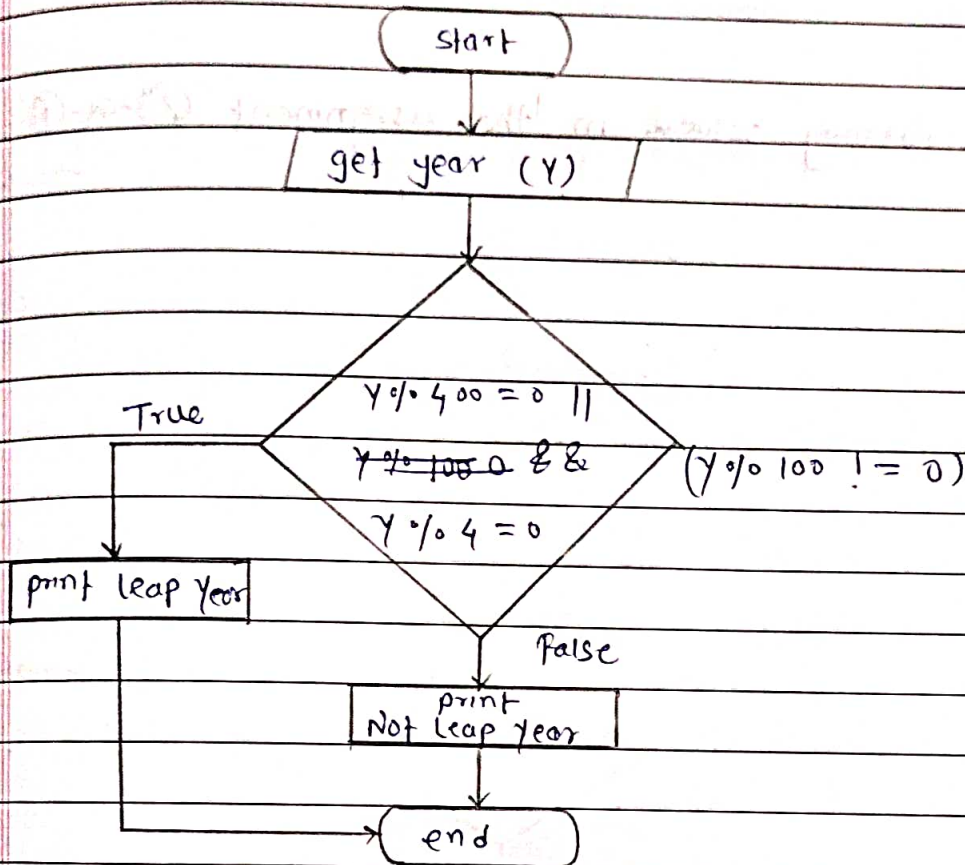 start
get year (Y)
Y % 400 = 0 ||
True
&& (Y % 100 != 0)
Y % 4 = 0
print leap Year
False
print
Not leap year
end